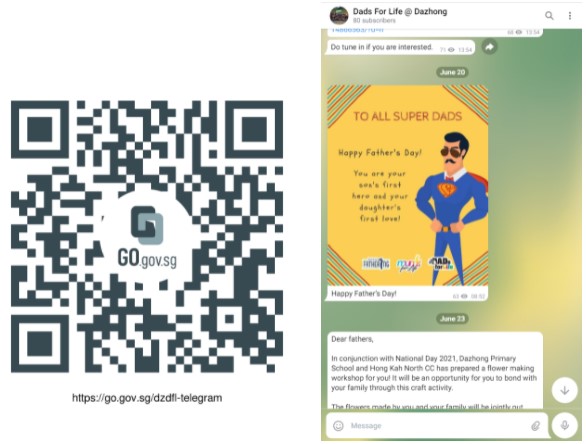 GO.gov.sg
https://go.gov.sg/dzdfl-telegram
Dads For Life @ Dazhong
80 subscribers
Do tune in if you are interested.
71
13:54
June 20
TO ALL SUPER DADS
Happy Father's Day!
You are your
son's first
hero and your
daughter's
first love!
Happy Father's Day!
June 23
Dear fathers,
In conjunction with National Day 2021, Dazhong Primary
School and Hong Kah North CC has prepared a flower making
workshop for you! It will be an opportunity for you to bond with
your family through this craft activity.
The flowers made by you and your family will be jointly put
Message